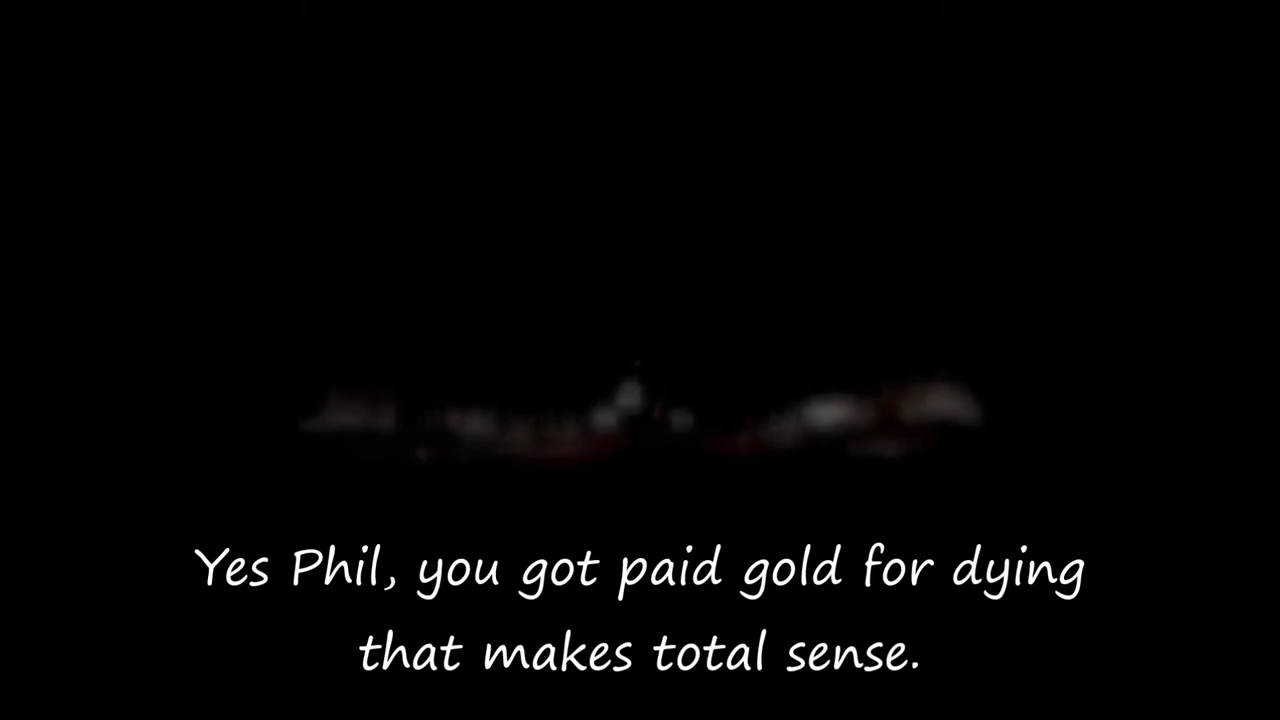 Yes Phil, you got paid gold for dying
that makes total sense.